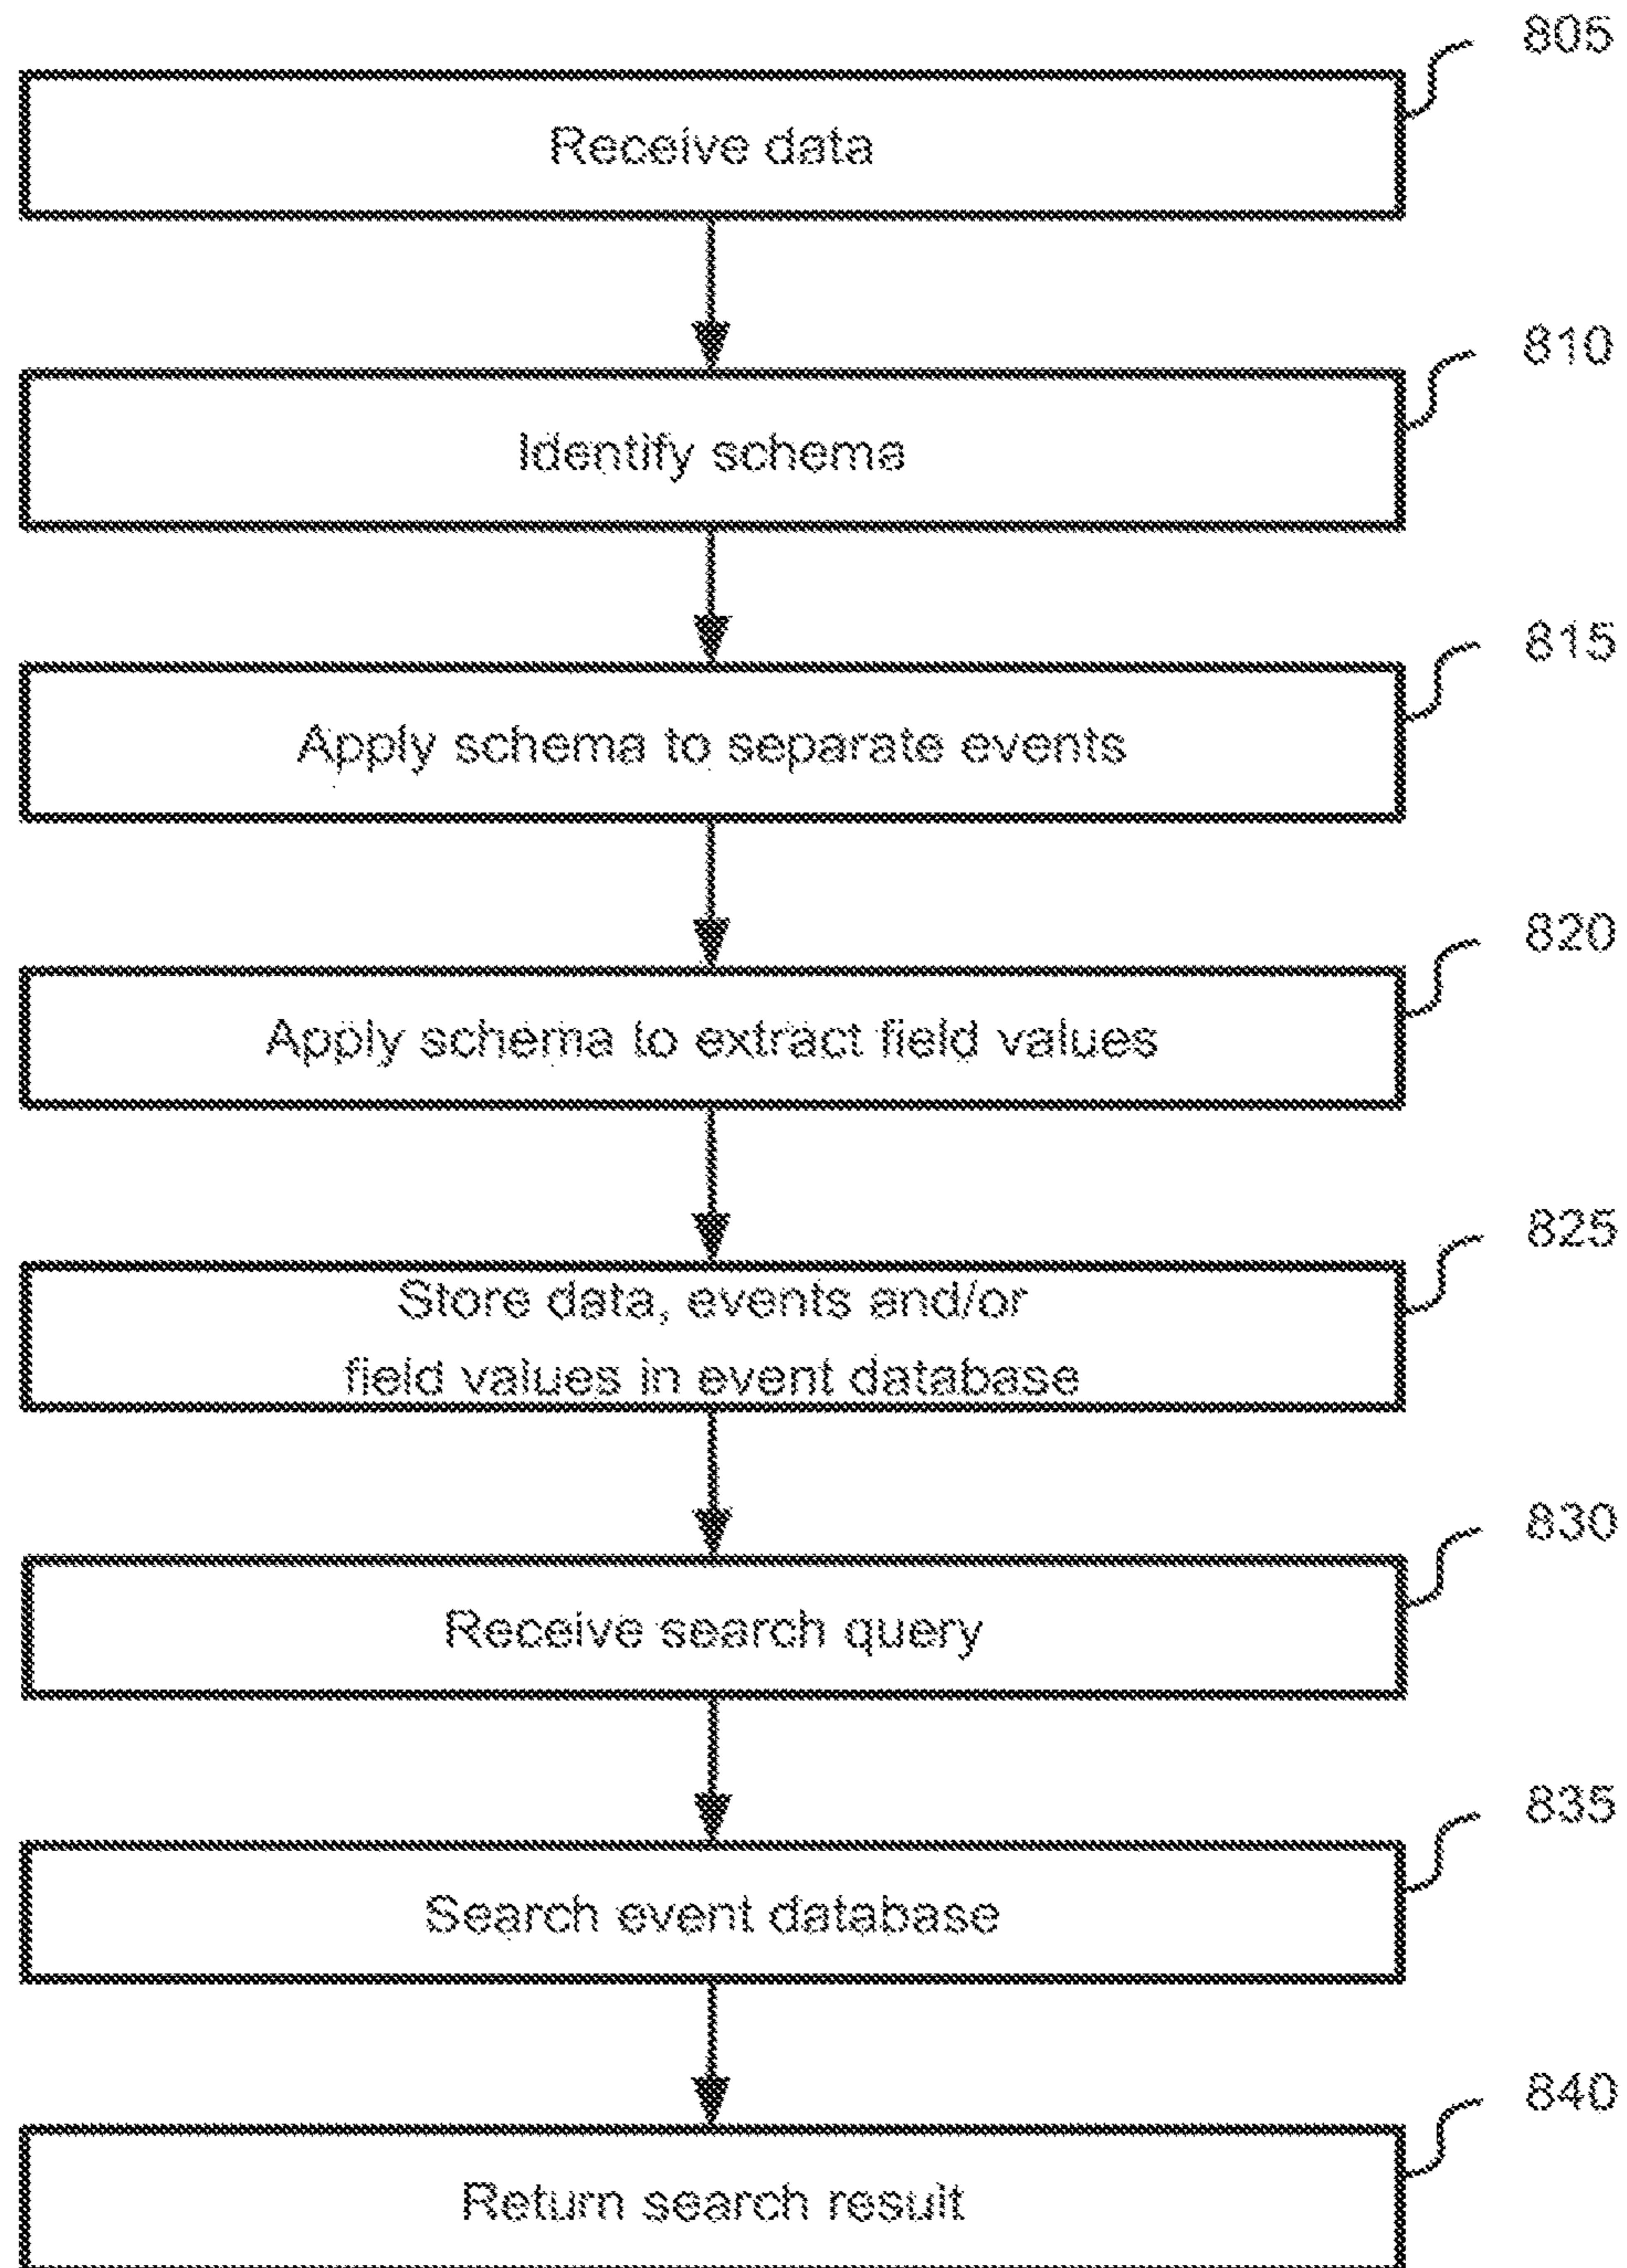 805
Receive data
810
Identify schema
815
Apply schema to separate events
820
Apply schema to extract field values
825
Store data, events and/or
field values in event database
830
Receive search query
835
Search event database
840
Return search result